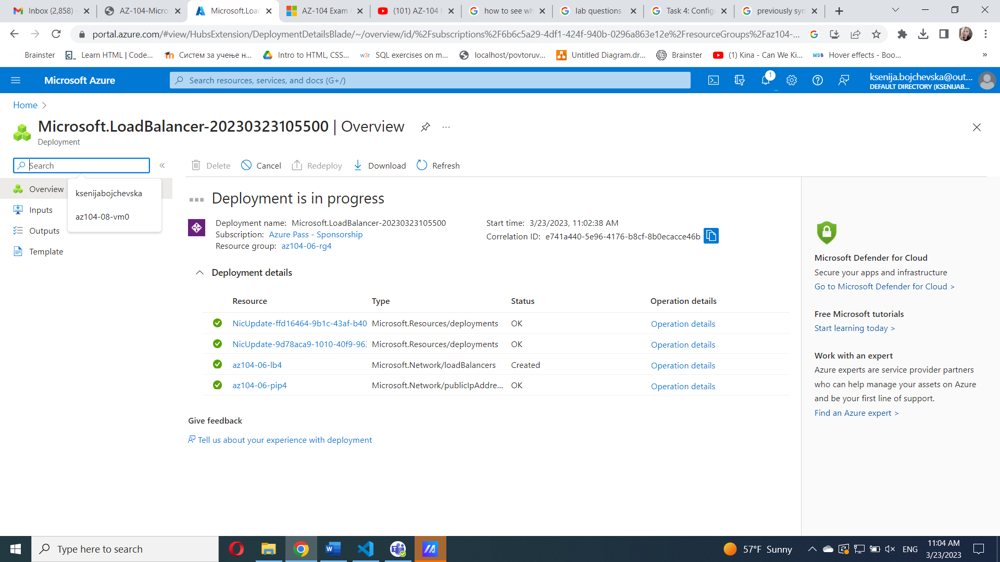 Inbox (2,858) -
AZ-104-Micro
Microsoft.Loa
AZ-104 Exam
(101) AZ-104
how to see wh
lab questions
Task 4: Config
previously syn
portal.azure.com/#view/HubsExtension/DeploymentDetailsBlade/~/overview/id/%2Fsubscriptions%2F6b6c5a29-4df1-424f-940b-0296a863e12e%2FresourceGroups%2Faz104-...
Brainster
Learn HTML | Code...
Систем за учење н...
Intro to HTML, CSS...
w3r SQL exercises on m...
localhost/povtoruv...
Untitled Diagram.dr...
Brainster
(1) Kina - Can We Ki...
MDB Hover effects - Boo...
»
Microsoft Azure
Search resources, services, and docs (G+/)
1
ksenija.bojchevska@out...
DEFAULT DIRECTORY (KSENIJAB...
Home >
Microsoft.LoadBalancer-20230323105500 | Overview
...
Deployment
Search
«
Delete
Cancel
Redeploy
Download
Refresh
Overview
ksenijabojchevska
az104-08-vm0
Inputs
Outputs
Template
Deployment is in progress
Deployment name: Microsoft.LoadBalancer-20230323105500
Subscription: Azure Pass - Sponsorship
Resource group: az104-06-rg4
Start time: 3/23/2023, 11:02:38 AM
Correlation ID: e741a440-5e96-4176-b8cf-8b0ecacce46b
Deployment details
Resource Type Status Operation details
NicUpdate-ffd16464-9b1c-43af-b40 Microsoft.Resources/deployments OK Operation details
NicUpdate-9d78aca9-1010-40f9-963 Microsoft.Resources/deployments OK Operation details
az104-06-lb4 Microsoft.Network/loadBalancers Created Operation details
az104-06-pip4 Microsoft.Network/publicIpAddre... OK Operation details
Give feedback
Tell us about your experience with deployment
Microsoft Defender for Cloud
Secure your apps and infrastructure
Go to Microsoft Defender for Cloud >
Free Microsoft tutorials
Start learning today >
Work with an expert
Azure experts are service provider partners
who can help manage your assets on Azure
and be your first line of support.
Find an Azure expert >
Type here to search
57°F Sunny
ENG
11:04 AM
3/23/2023